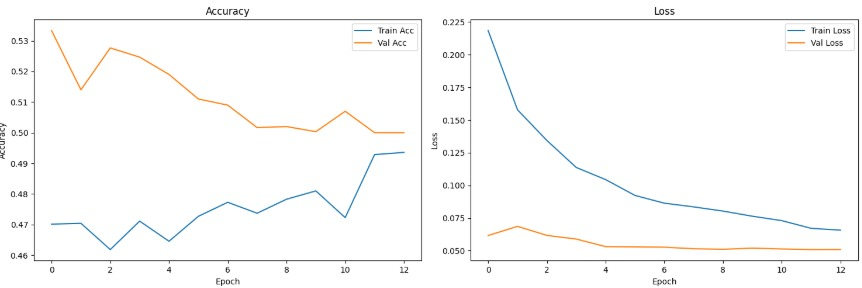 Accuracy
Train Acc
Val Acc
0.53
0.52
0.51
0.50
0.49
0.48
0.47
0.46
Accuracy
0 2 4 6 8 10 12
Epoch
Loss
Train Loss
Val Loss
0.225
0.200
0.175
0.150
0.125
0.100
0.075
0.050
Loss
0 2 4 6 8 10 12
Epoch